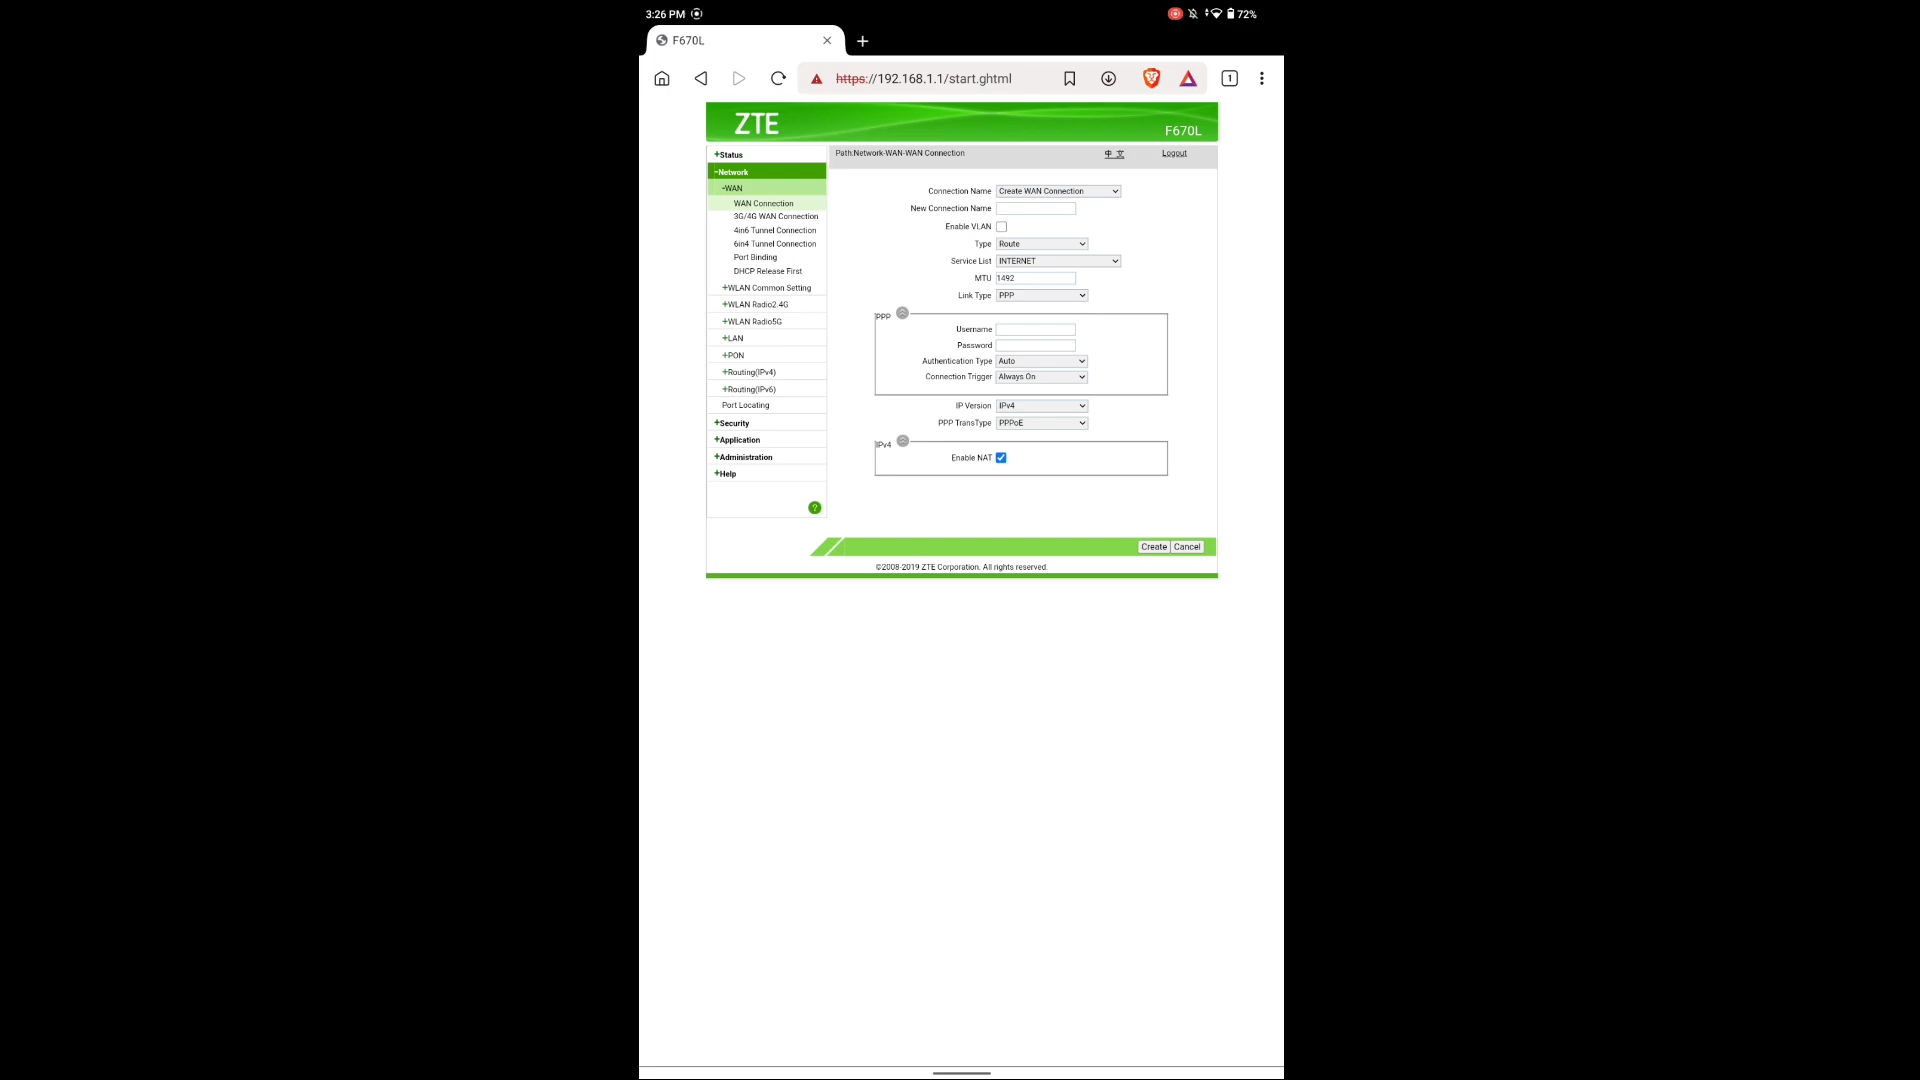 3:26 PM 72%
F670L
https://192.168.1.1/start.ghtml 1
ZTE
F670L
+Status
-Network
-WAN
WAN Connection
3G/4G WAN Connection
4in6 Tunnel Connection
6in4 Tunnel Connection
Port Binding
DHCP Release First
+WLAN Common Setting
+WLAN Radio2.4G
+WLAN Radio5G
+LAN
+PON
+Routing(IPv4)
+Routing(IPv6)
Port Locating
+Security
+Application
+Administration
+Help
?
Path:Network-WAN-WAN Connection 中 文 Logout
Connection Name Create WAN Connection
New Connection Name
Enable VLAN
Type Route
Service List INTERNET
MTU 1492
Link Type PPP
PPP
Username
Password
Authentication Type Auto
Connection Trigger Always On
IP Version IPv4
PPP TransType PPPoE
IPv4
Enable NAT
Create Cancel
©2008-2019 ZTE Corporation. All rights reserved.